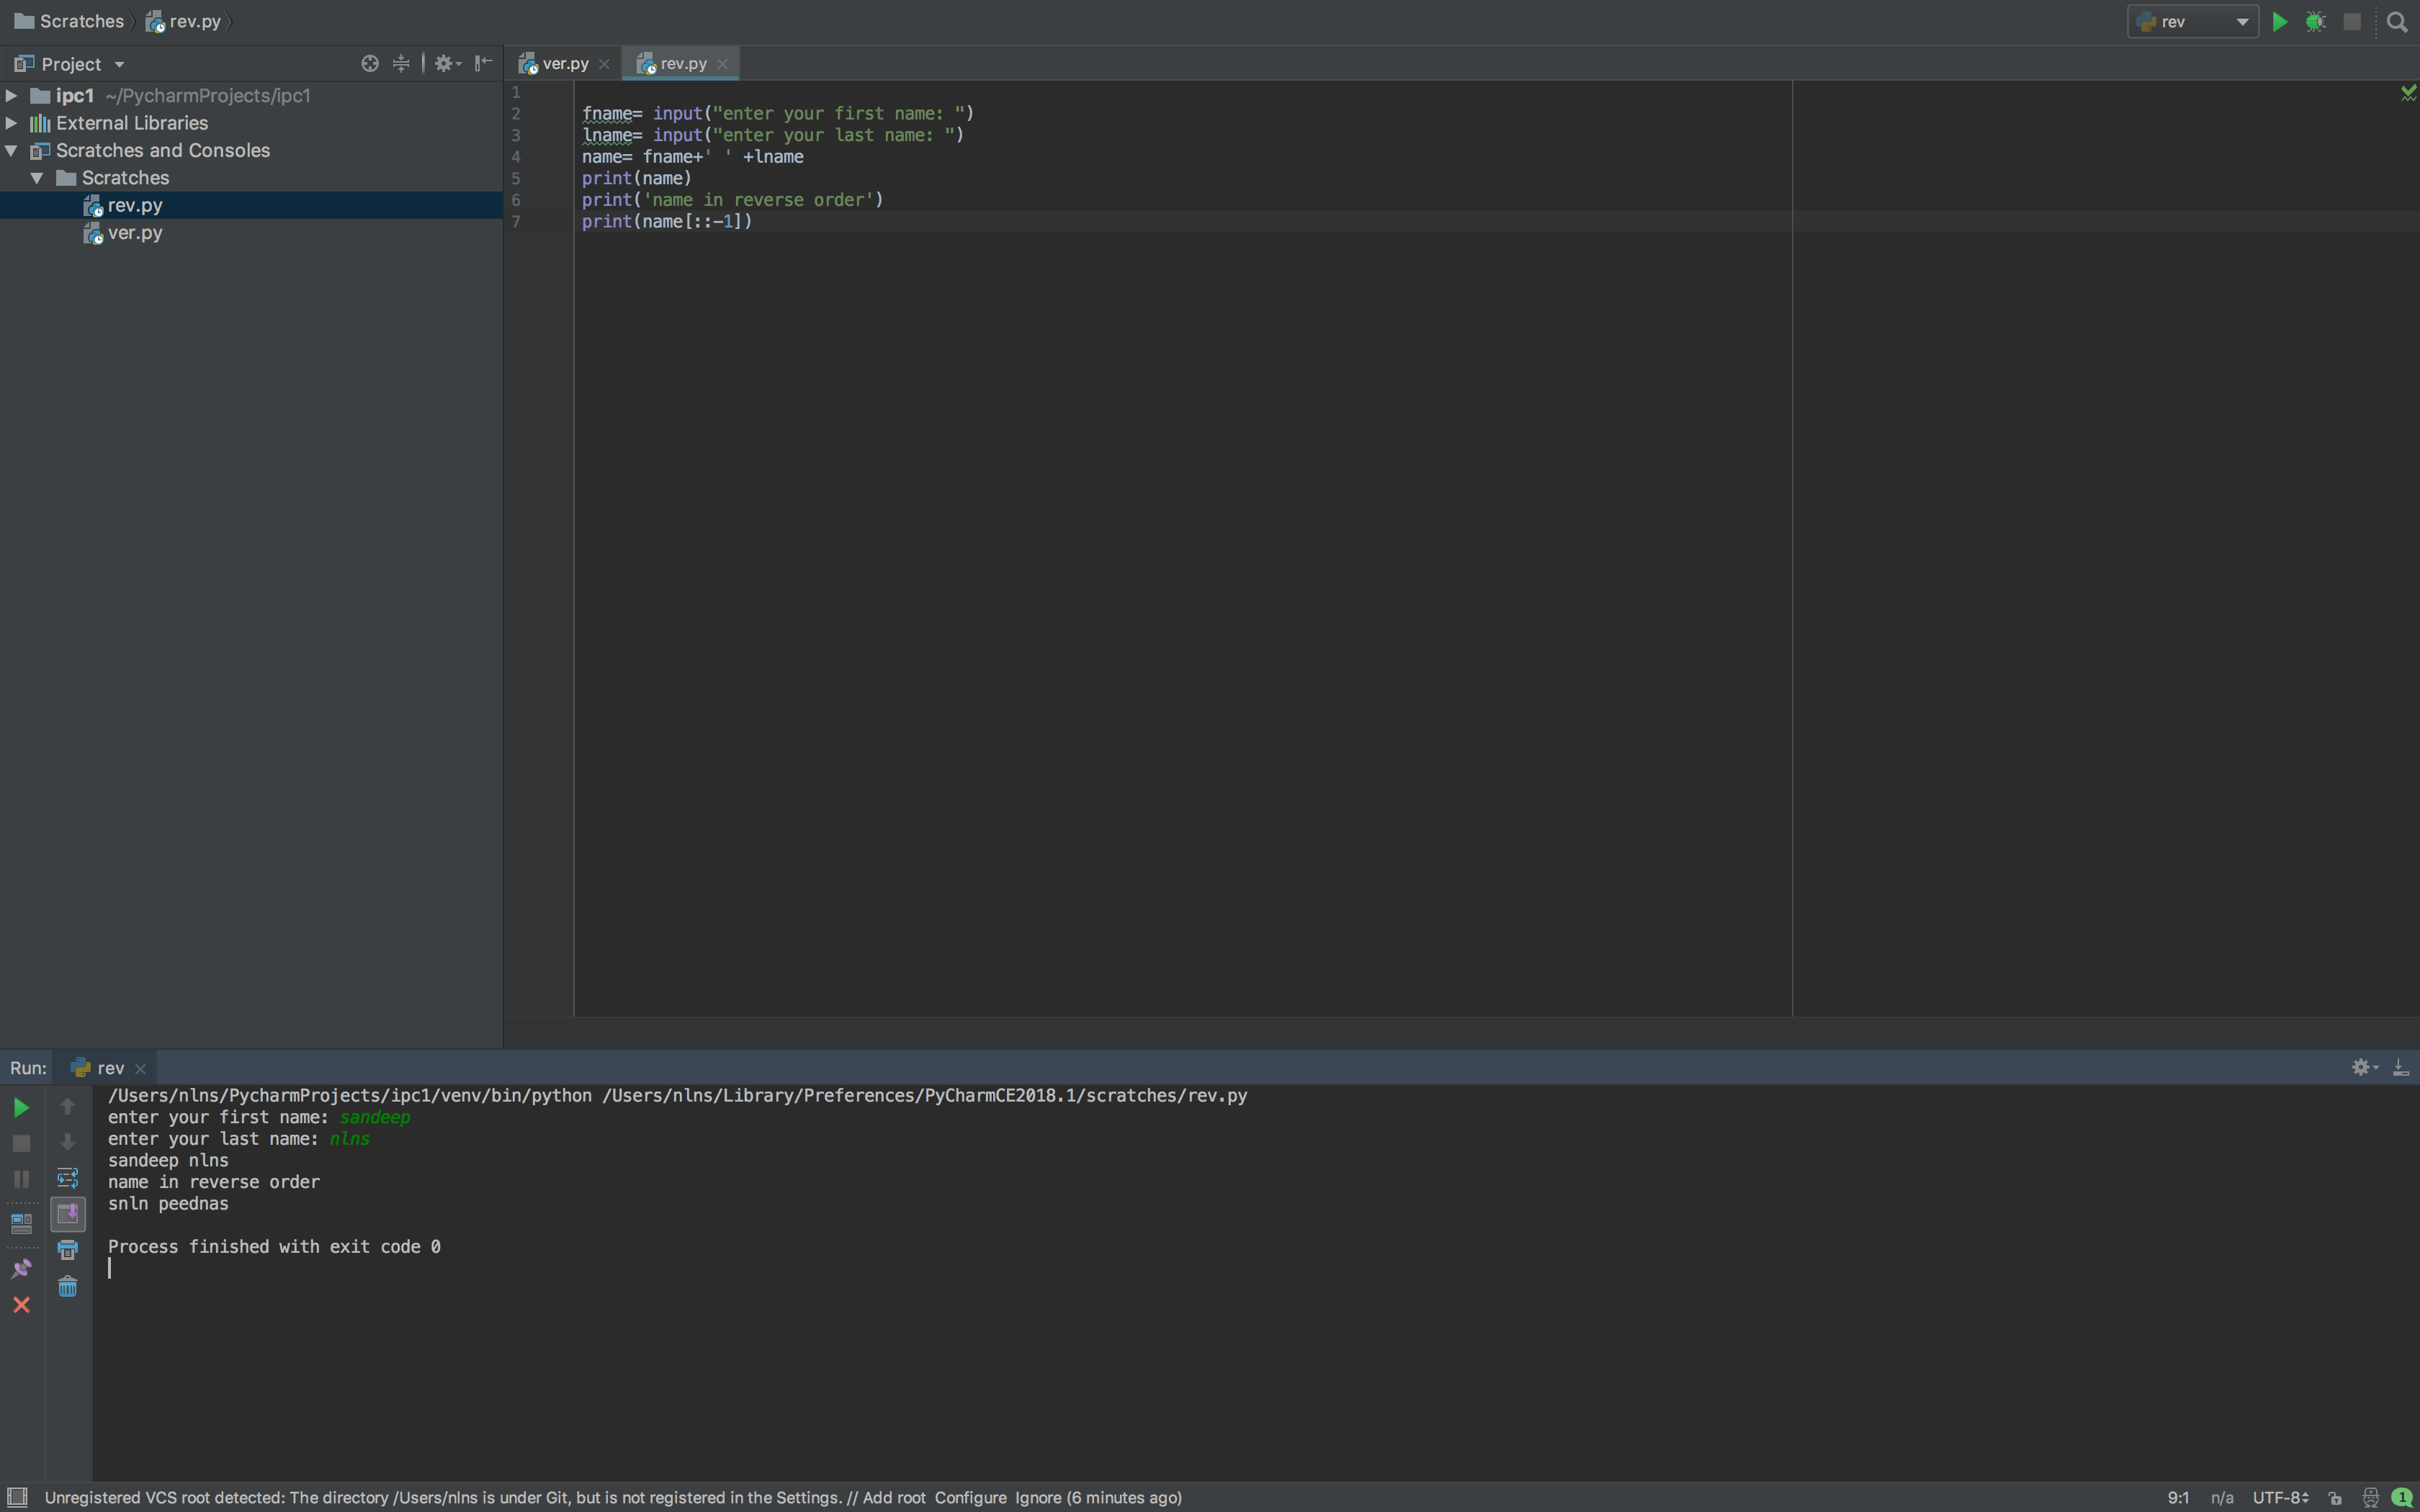 Scratches rev.py
rev
Project
ver.py rev.py
ipc1 ~/PycharmProjects/ipc1
External Libraries
Scratches and Consoles
Scratches
rev.py
ver.py
1
2 fname= input("enter your first name: ")
3 lname= input("enter your last name: ")
4 name= fname+' ' +lname
5 print(name)
6 print('name in reverse order')
7 print(name[::-1])
Run: rev
/Users/nlns/PycharmProjects/ipc1/venv/bin/python /Users/nlns/Library/Preferences/PyCharmCE2018.1/scratches/rev.py
enter your first name: sandeep
enter your last name: nlns
sandeep nlns
name in reverse order
snln peednas
Process finished with exit code 0
Unregistered VCS root detected: The directory /Users/nlns is under Git, but is not registered in the Settings. // Add root Configure Ignore (6 minutes ago) 9:1 n/a UTF-8 1